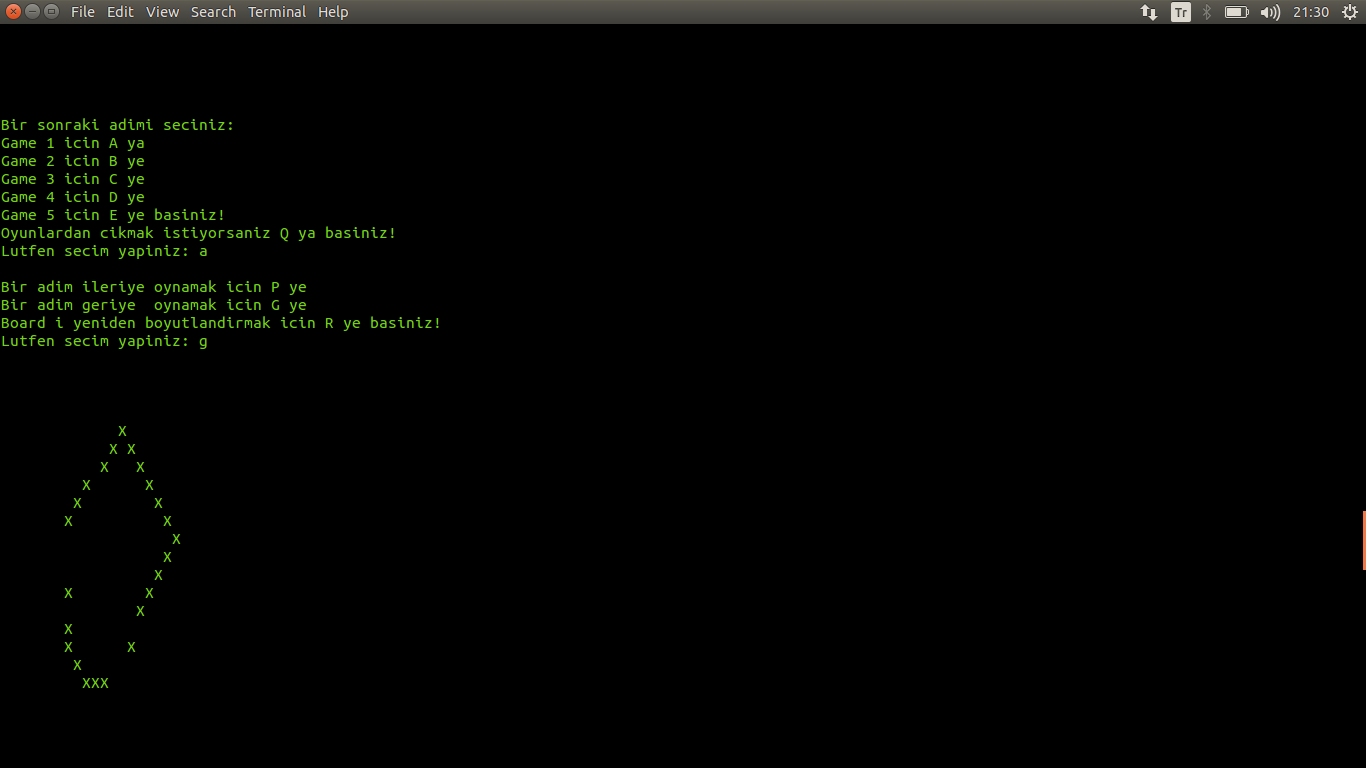 File Edit View Search Terminal Help Tr 21:30
Bir sonraki adimi seciniz:
Game 1 icin A ya
Game 2 icin B ye
Game 3 icin C ye
Game 4 icin D ye
Game 5 icin E ye basiniz!
Oyunlardan cikmak istiyorsaniz Q ya basiniz!
Lutfen secim yapiniz: a
Bir adim ileriye oynamak icin P ye
Bir adim geriye  oynamak icin G ye
Board i yeniden boyutlandirmak icin R ye basiniz!
Lutfen secim yapiniz: g
             X
            X X
           X   X
         X      X
        X        X
       X          X
                   X
                  X
                 X
       X        X
               X
       X
       X      X
        X
         XXX